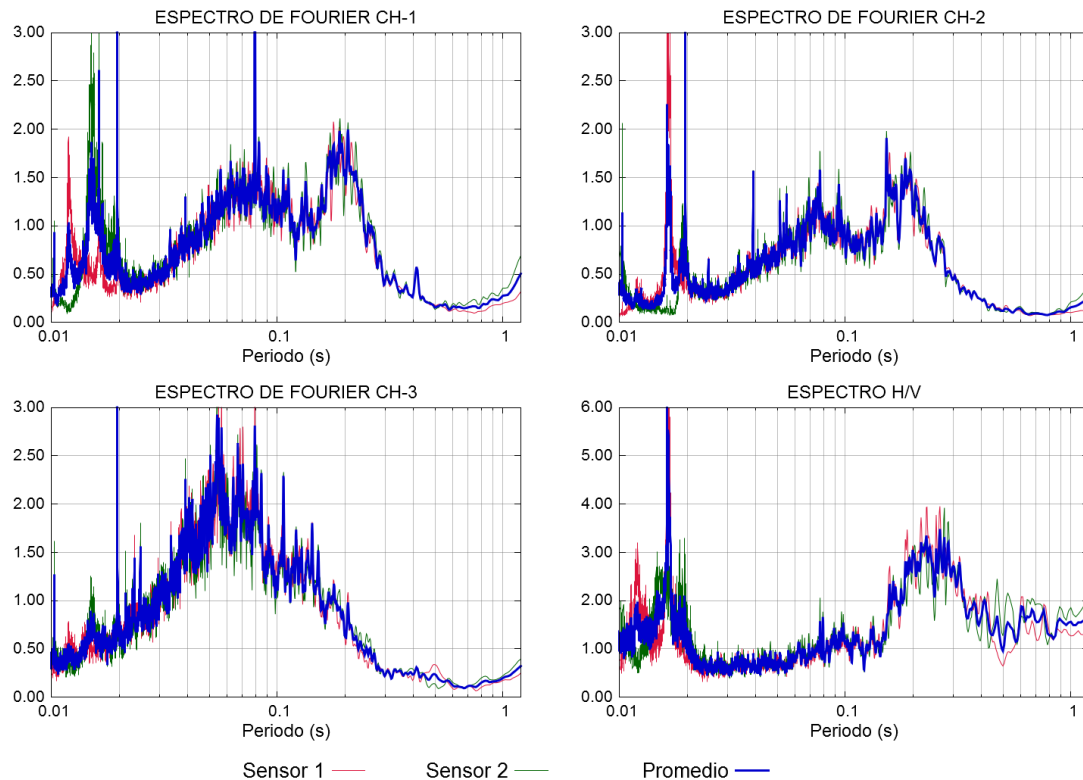 ESPECTRO DE FOURIER CH-1
3.00
2.50
2.00
1.50
1.00
0.50
0.00
0.01 0.1 1
Periodo (s)
ESPECTRO DE FOURIER CH-2
3.00
2.50
2.00
1.50
1.00
0.50
0.00
0.01 0.1 1
Periodo (s)
ESPECTRO DE FOURIER CH-3
3.00
2.50
2.00
1.50
1.00
0.50
0.00
0.01 0.1 1
Periodo (s)
ESPECTRO H/V
6.00
5.00
4.00
3.00
2.00
1.00
0.00
0.01 0.1 1
Periodo (s)
Sensor 1 Sensor 2 Promedio